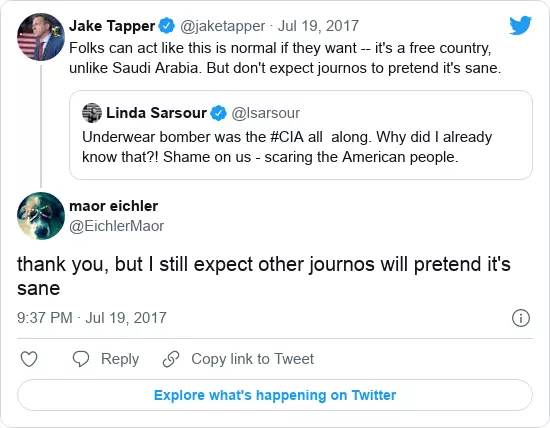 Jake Tapper @jaketapper · Jul 19, 2017
Folks can act like this is normal if they want -- it's a free country,
unlike Saudi Arabia. But don't expect journos to pretend it's sane.
Linda Sarsour @lsarsour
Underwear bomber was the #CIA all  along. Why did I already
know that?! Shame on us - scaring the American people.
maor eichler
@EichlerMaor
thank you, but I still expect other journos will pretend it's
sane
9:37 PM · Jul 19, 2017
Reply Copy link to Tweet
Explore what's happening on Twitter